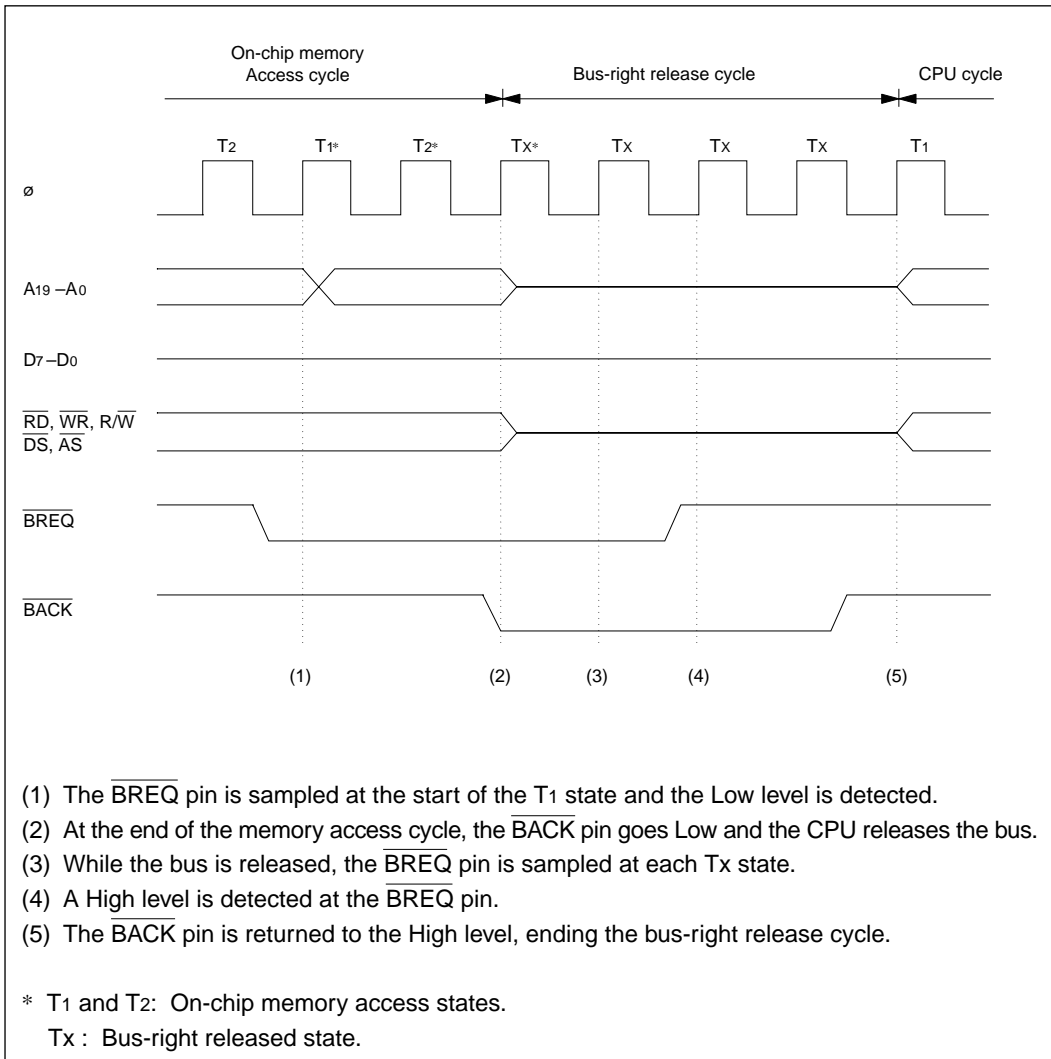 On-chip memory
Access cycle
Bus-right release cycle
CPU cycle
T2 T1* T2* TX* TX TX TX T1
ø
A19 –A0
D7 –D0
RD, WR, R/W
DS, AS
BREQ
BACK
(1) (2) (3) (4) (5)
(1) The BREQ pin is sampled at the start of the T1 state and the Low level is detected.
(2) At the end of the memory access cycle, the BACK pin goes Low and the CPU releases the bus.
(3) While the bus is released, the BREQ pin is sampled at each Tx state.
(4) A High level is detected at the BREQ pin.
(5) The BACK pin is returned to the High level, ending the bus-right release cycle.
* T1 and T2: On-chip memory access states.
Tx : Bus-right released state.